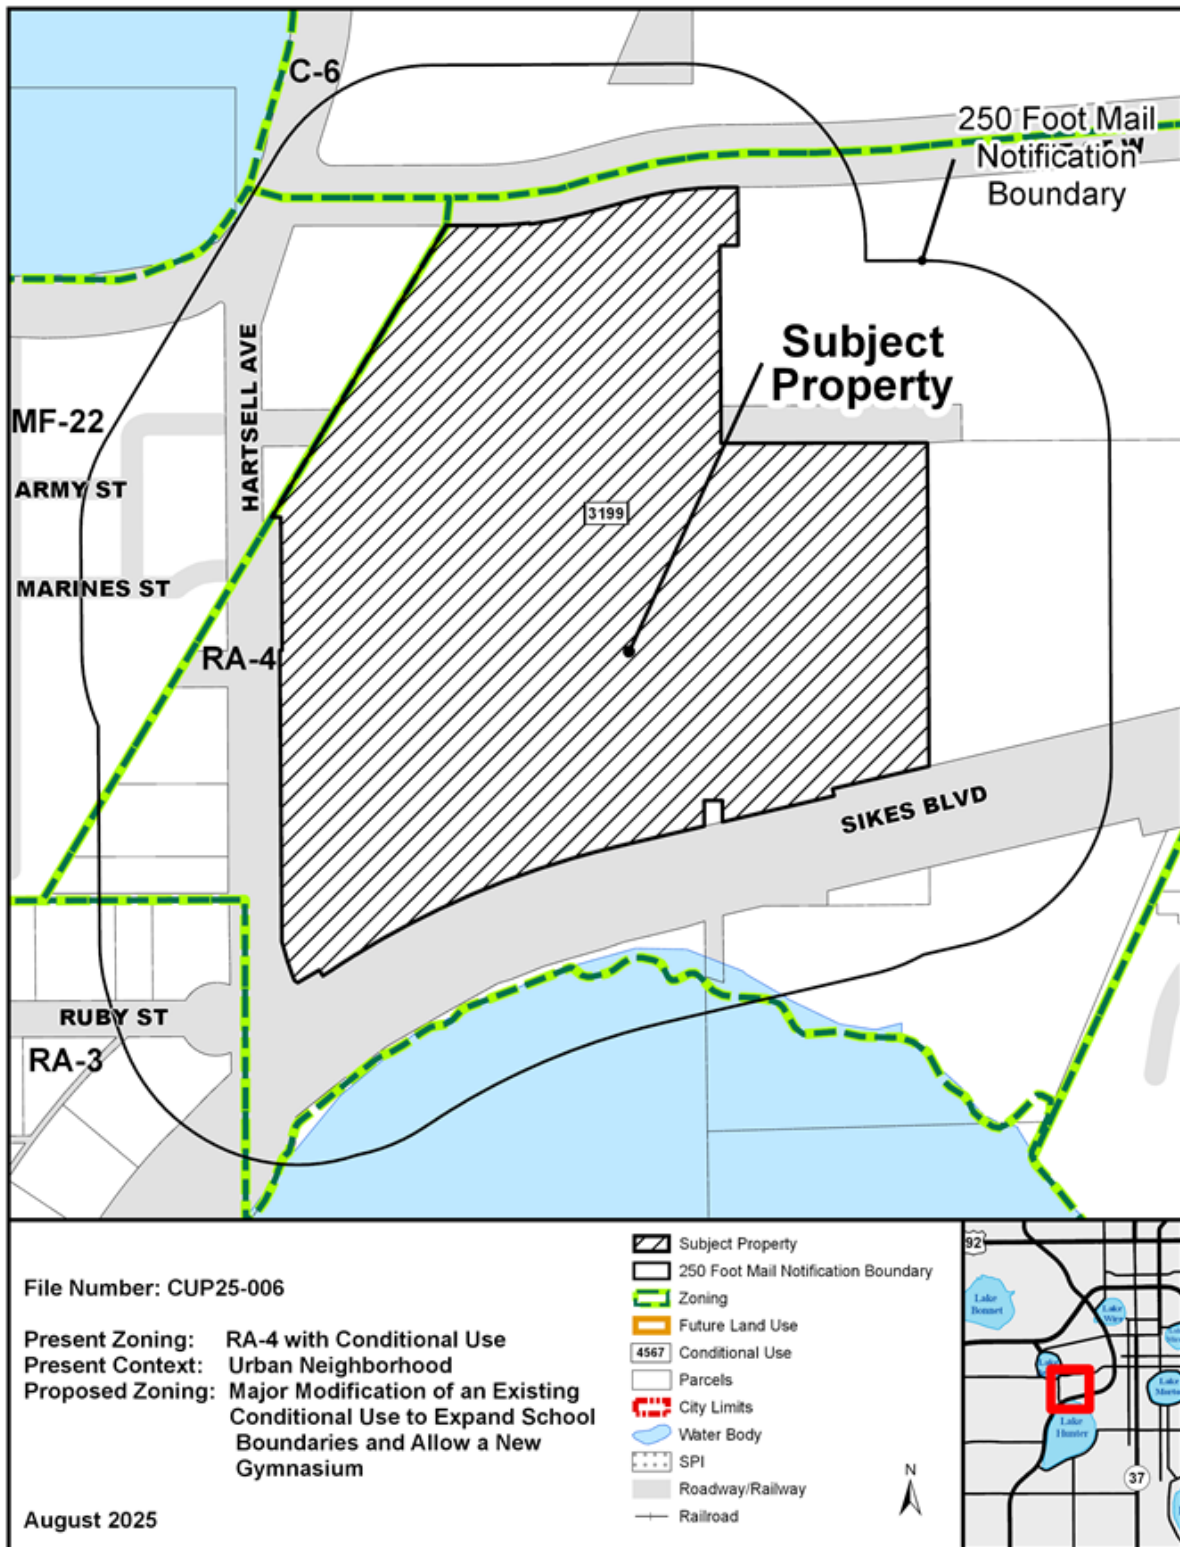 C-6
250 Foot Mail
Notification
Boundary
W
Subject
Property
HARTSELL AVE
MF-22
ARMY ST
3199
MARINES ST
RA-4
SIKES BLVD
RUBY ST
RA-3
File Number: CUP25-006
Present Zoning: RA-4 with Conditional Use
Present Context: Urban Neighborhood
Proposed Zoning: Major Modification of an Existing
Conditional Use to Expand School
Boundaries and Allow a New
Gymnasium
August 2025
Subject Property
250 Foot Mail Notification Boundary
Zoning
Future Land Use
4567 Conditional Use
Parcels
City Limits
Water Body
SPI
Roadway/Railway
Railroad
N
92
Lake
Bonnet
Lake
Wire
Lake
Lake
Hunter
37